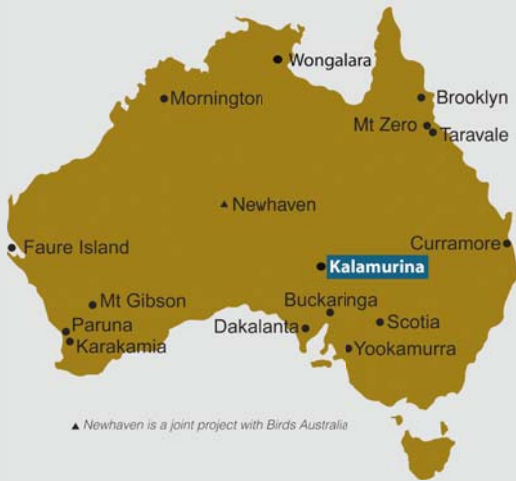 Wongalara
Mornington
Brooklyn
Mt Zero
Taravale
Newhaven
Curramore
Faure Island
Kalamurina
Mt Gibson
Buckaringa
Paruna
Dakalanta
Scotia
Karakamia
Yookamurra
▲ Newhaven is a joint project with Birds Australia